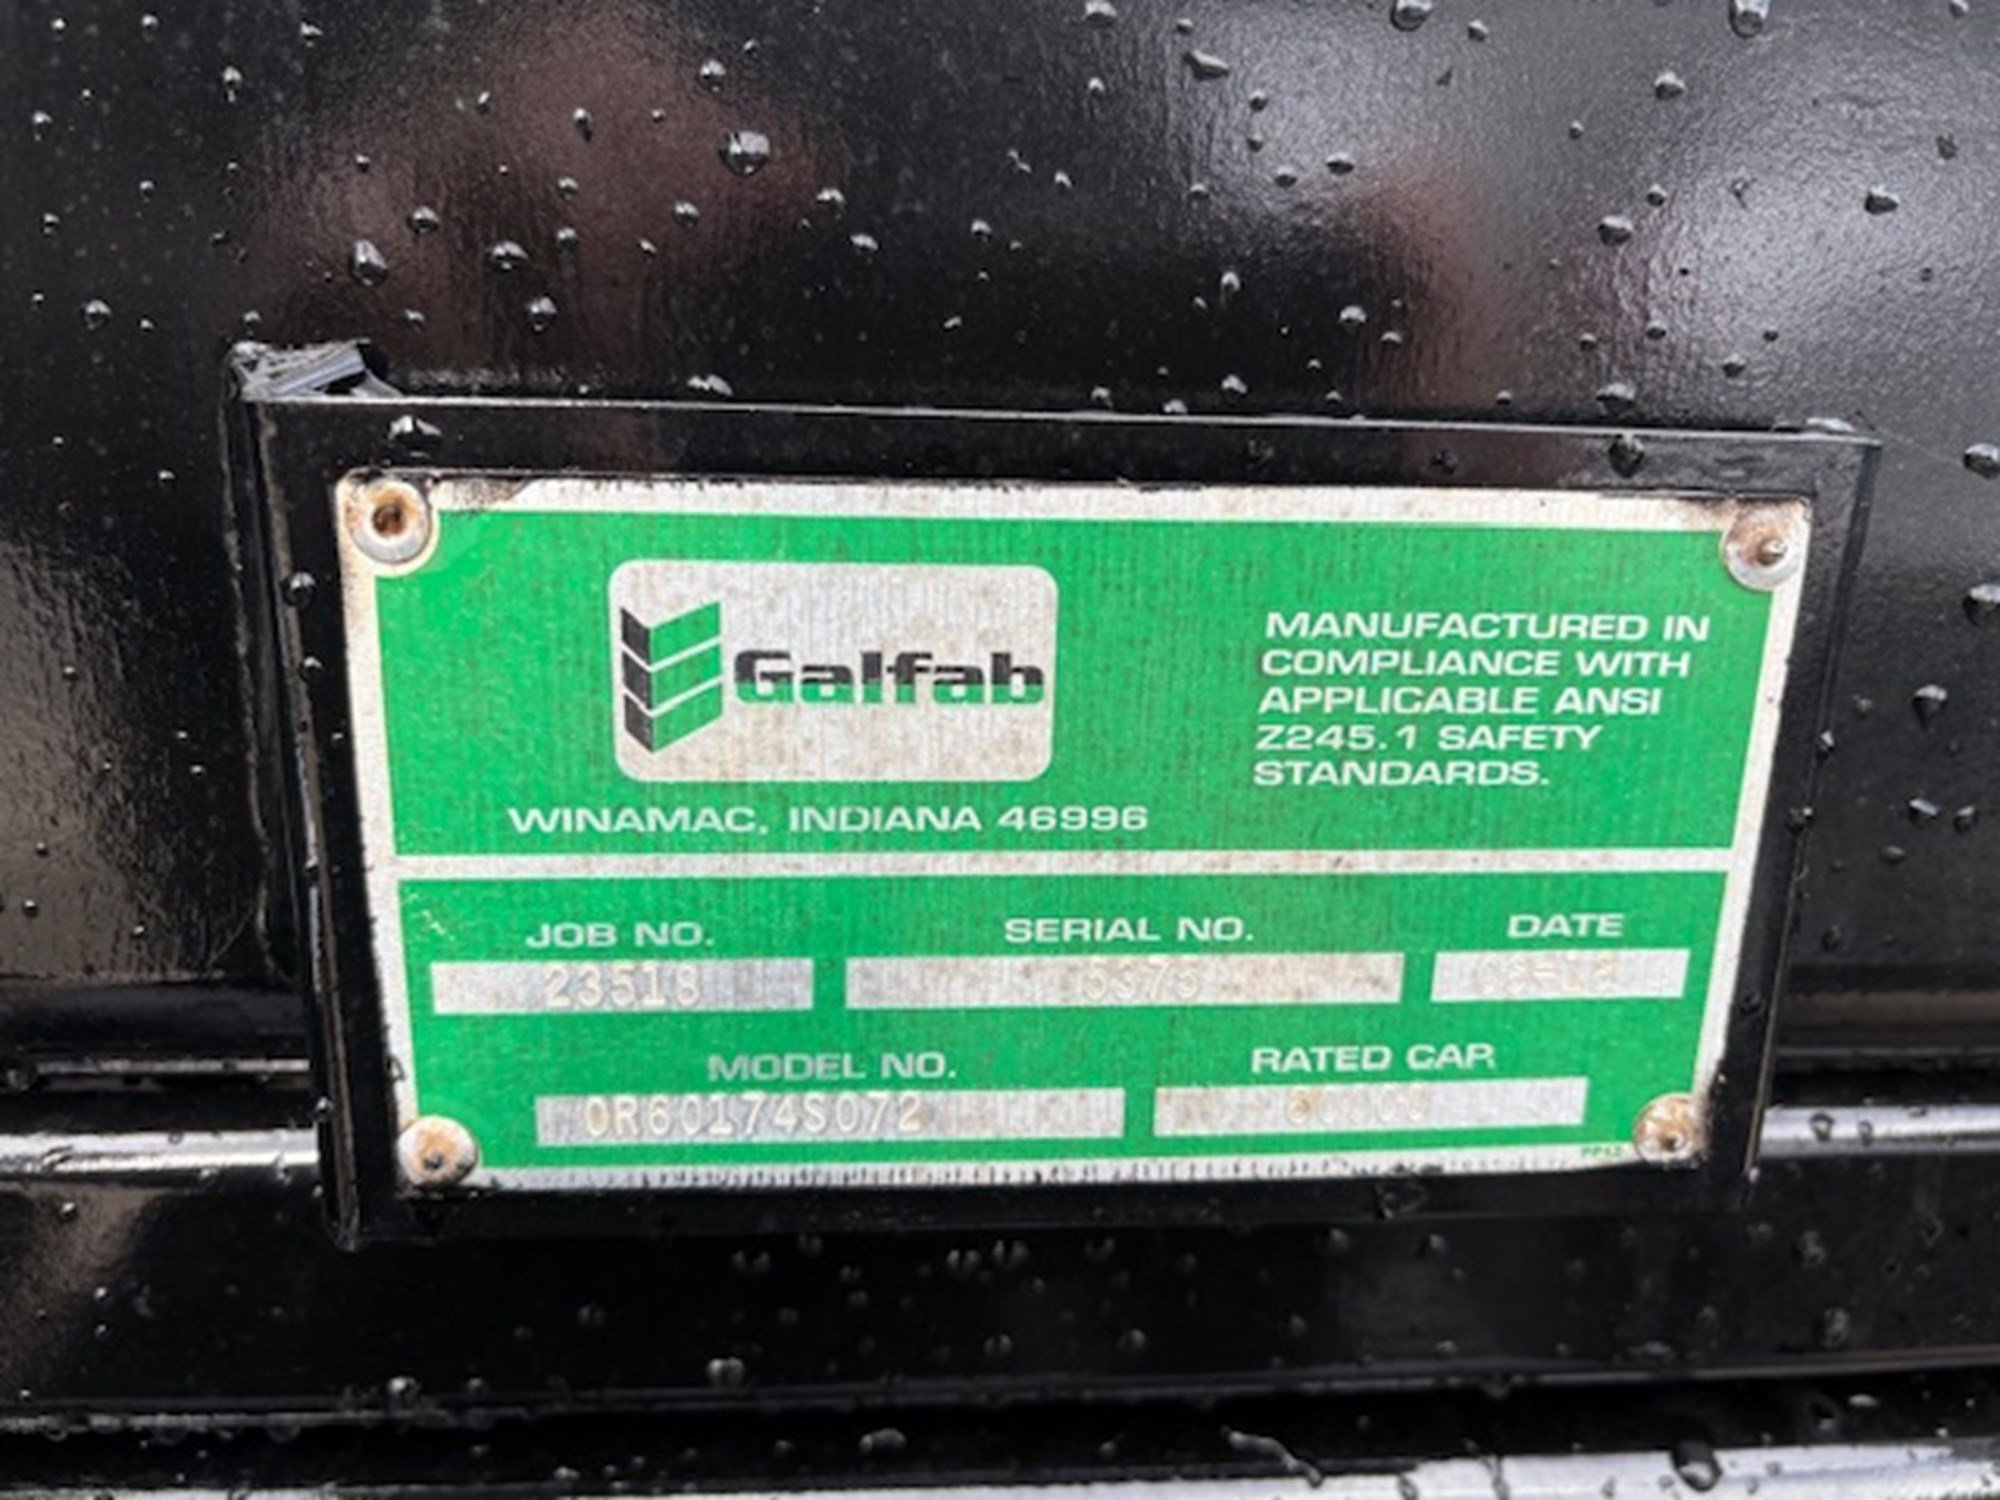 Galfab
WINAMAC, INDIANA 46996
MANUFACTURED IN
COMPLIANCE WITH
APPLICABLE ANSI
Z245.1 SAFETY
STANDARDS.
JOB NO. SERIAL NO. DATE
23518 5375
MODEL NO. RATED CAP.
OR60174S072